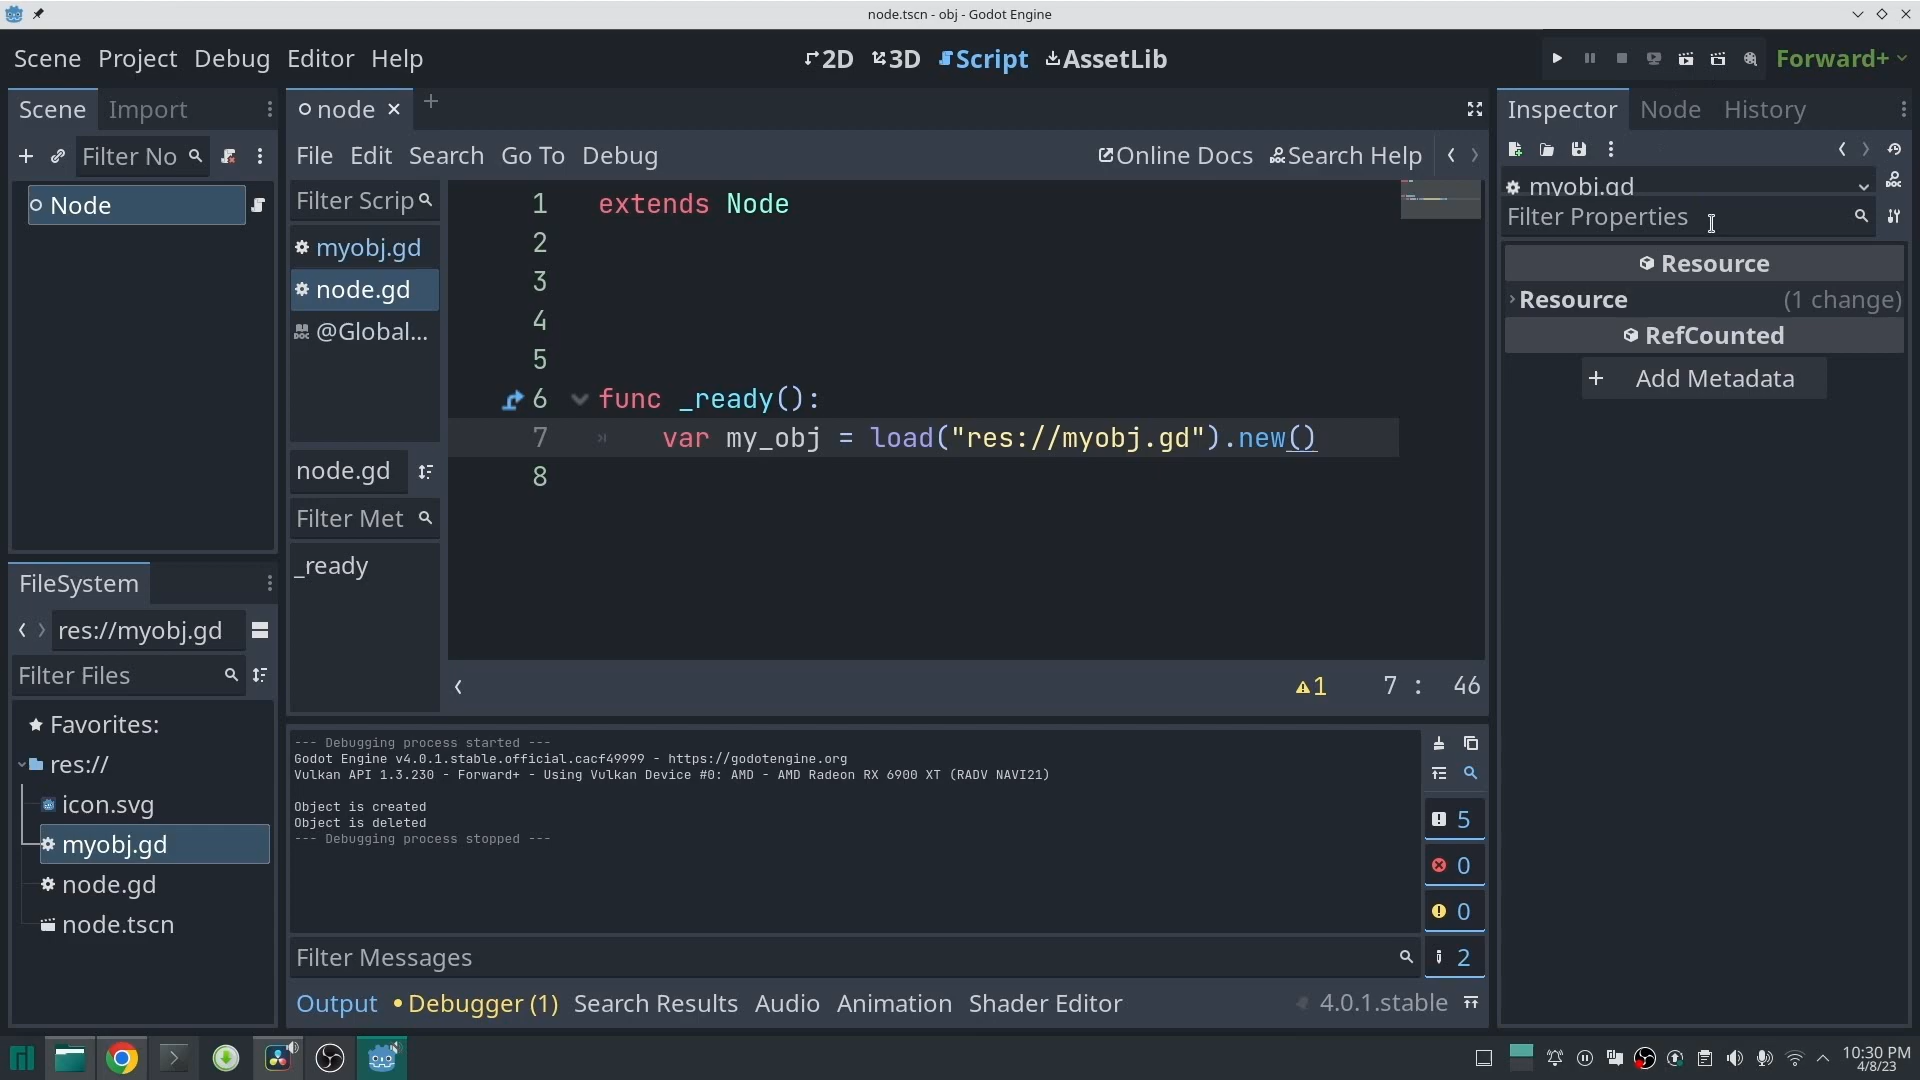 node.tscn - obj - Godot Engine
Scene Project Debug Editor Help
2D 3D Script AssetLib
Forward+
Scene Import
node
Inspector Node History
Filter No
File Edit Search Go To Debug
Online Docs Search Help
myobj.gd
Filter Properties
Node
Filter Scrip
myobj.gd
node.gd
@Global...
1 extends Node
2
3
4
5
6 func _ready():
7 var my_obj = load("res://myobj.gd").new()
8
Resource
Resource (1 change)
RefCounted
Add Metadata
node.gd
Filter Met
_ready
1 7 : 46
FileSystem
res://myobj.gd
Filter Files
Favorites:
res://
icon.svg
myobj.gd
node.gd
node.tscn
--- Debugging process started ---
Godot Engine v4.0.1.stable.official.cacf49999 - https://godotengine.org
Vulkan API 1.3.230 - Forward+ - Using Vulkan Device #0: AMD - AMD Radeon RX 6900 XT (RADV NAVI21)
Object is created
Object is deleted
--- Debugging process stopped ---
5
0
0
2
Filter Messages
Output Debugger (1) Search Results Audio Animation Shader Editor
4.0.1.stable
10:30 PM
4/8/23